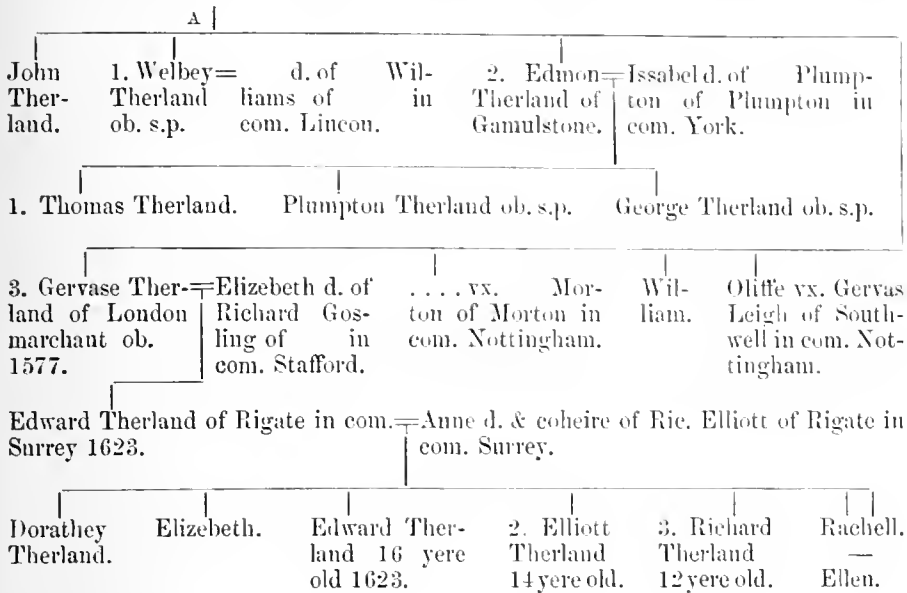 A
John Ther-
land.
1. Welbey
Therland
ob. s.p.
= d. of Wil-
liams of in
com. Lincon.
2. Edmon
Therland of
Gamulstone.
= Issabel d. of Plump-
ton of Plumpton in
com. York.
1. Thomas Therland.
Plumpton Therland ob. s.p.
George Therland ob. s.p.
3. Gervase Ther-
land of London
marchant ob.
1577.
= Elizebeth d. of
Richard Gos-
ling of in
com. Stafford.
.... vx. Mor-
ton of Morton in
com. Nottingham.
Wil-
liam.
Oliffe vx. Gervas
Leigh of South-
well in com. Not-
tingham.
Edward Therland of Rigate in com.
Surrey 1623.
= Anne d. & coheire of Ric. Elliott of Rigate in
com. Surrey.
Dorathey
Therland.
Elizebeth.
Edward Ther-
land 16 yere
old 1623.
2. Elliott
Therland
14 yere old.
3. Richard
Therland
12 yere old.
Rachell.
—
Ellen.